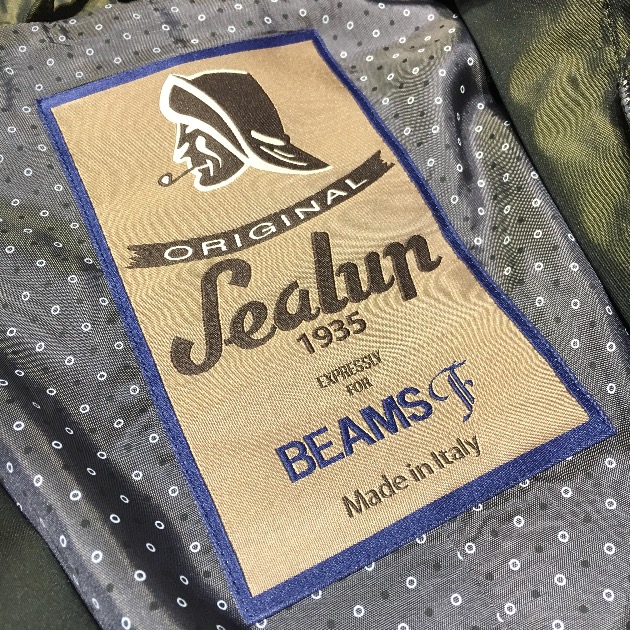 ORIGINAL
Sealup
1935
EXPRESSLY
FOR
BEAMS F
Made in Italy